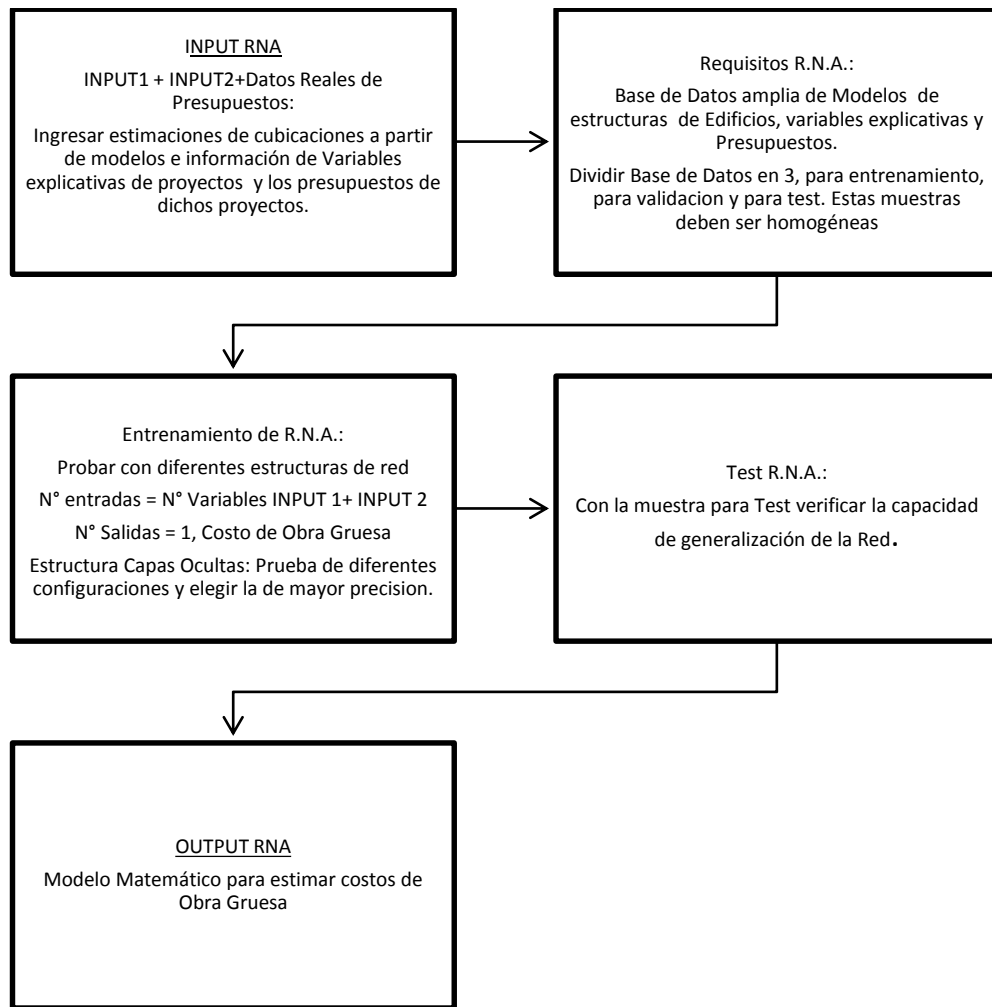 INPUT RNA
INPUT1 + INPUT2+Datos Reales de
Presupuestos:
Ingresar estimaciones de cubicaciones a partir
de modelos e información de Variables
explicativas de proyectos y los presupuestos de
dichos proyectos.
Requisitos R.N.A.:
Base de Datos amplia de Modelos de
estructuras de Edificios, variables explicativas y
Presupuestos.
Dividir Base de Datos en 3, para entrenamiento,
para validacion y para test. Estas muestras
deben ser homogéneas
Entrenamiento de R.N.A.:
Probar con diferentes estructuras de red
N° entradas = N° Variables INPUT 1+ INPUT 2
N° Salidas = 1, Costo de Obra Gruesa
Estructura Capas Ocultas: Prueba de diferentes
configuraciones y elegir la de mayor precision.
Test R.N.A.:
Con la muestra para Test verificar la capacidad
de generalización de la Red.
OUTPUT RNA
Modelo Matemático para estimar costos de
Obra Gruesa